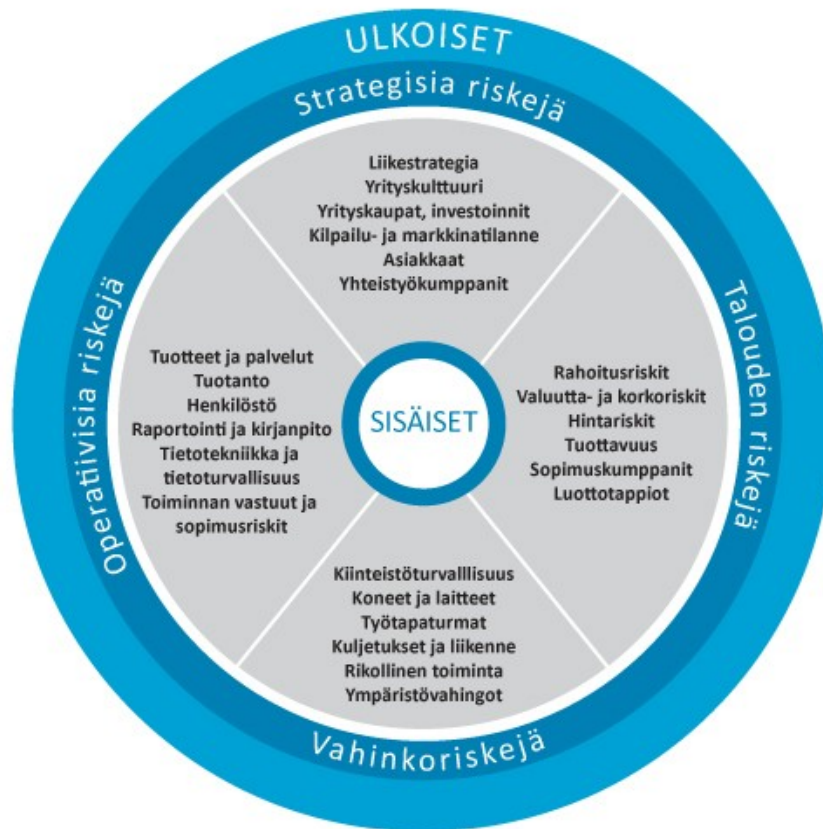 ULKOISET
Strategisia riskejä
Liikestrategia
Yrityskulttuuri
Yrityskaupat, investoinnit
Kilpailu- ja markkinatilanne
Asiakkaat
Yhteistyökumppanit
Operatiivisia riskejä
Tuotteet ja palvelut
Tuotanto
Henkilöstö
Raportointi ja kirjanpito
Tietotekniikka ja
tietoturvallisuus
Toiminnan vastuut ja
sopimusriskit
SISÄISET
Talouden riskejä
Rahoitusriskit
Valuutta- ja korkoriskit
Hintariskit
Tuottavuus
Sopimuskumppanit
Luottotappiot
Kiinteistöturvalllisuus
Koneet ja laitteet
Työtapaturmat
Kuljetukset ja liikenne
Rikollinen toiminta
Ympäristövahingot
Vahinkoriskejä